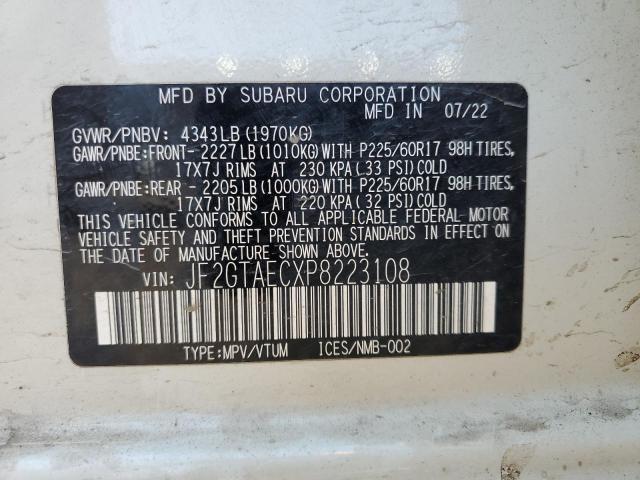 MFD BY SUBARU CORPORATION
MFD IN 07/22
GVWR/PNBV: 4343LB(1970KG)
GAWR/PNBE:FRONT- 2227LB(1010KG)WITH P225/60R17 98H TIRES,
17X7J RIMS AT 230 KPA(33 PSI)COLD
GAWR/PNBE:REAR - 2205LB(1000KG)WITH P225/60R17 98H TIRES,
17X7J RIMS AT 220 KPA(32 PSI)COLD
THIS VEHICLE CONFORMS TO ALL APPLICABLE FEDERAL MOTOR
VEHICLE SAFETY AND THEFT PREVENTION STANDARDS IN EFFECT ON
THE DATE OF MANUFACTURE SHOWN ABOVE.
VIN: JF2GTAECXP8223108
TYPE:MPV/VTUM ICES/NMB-002